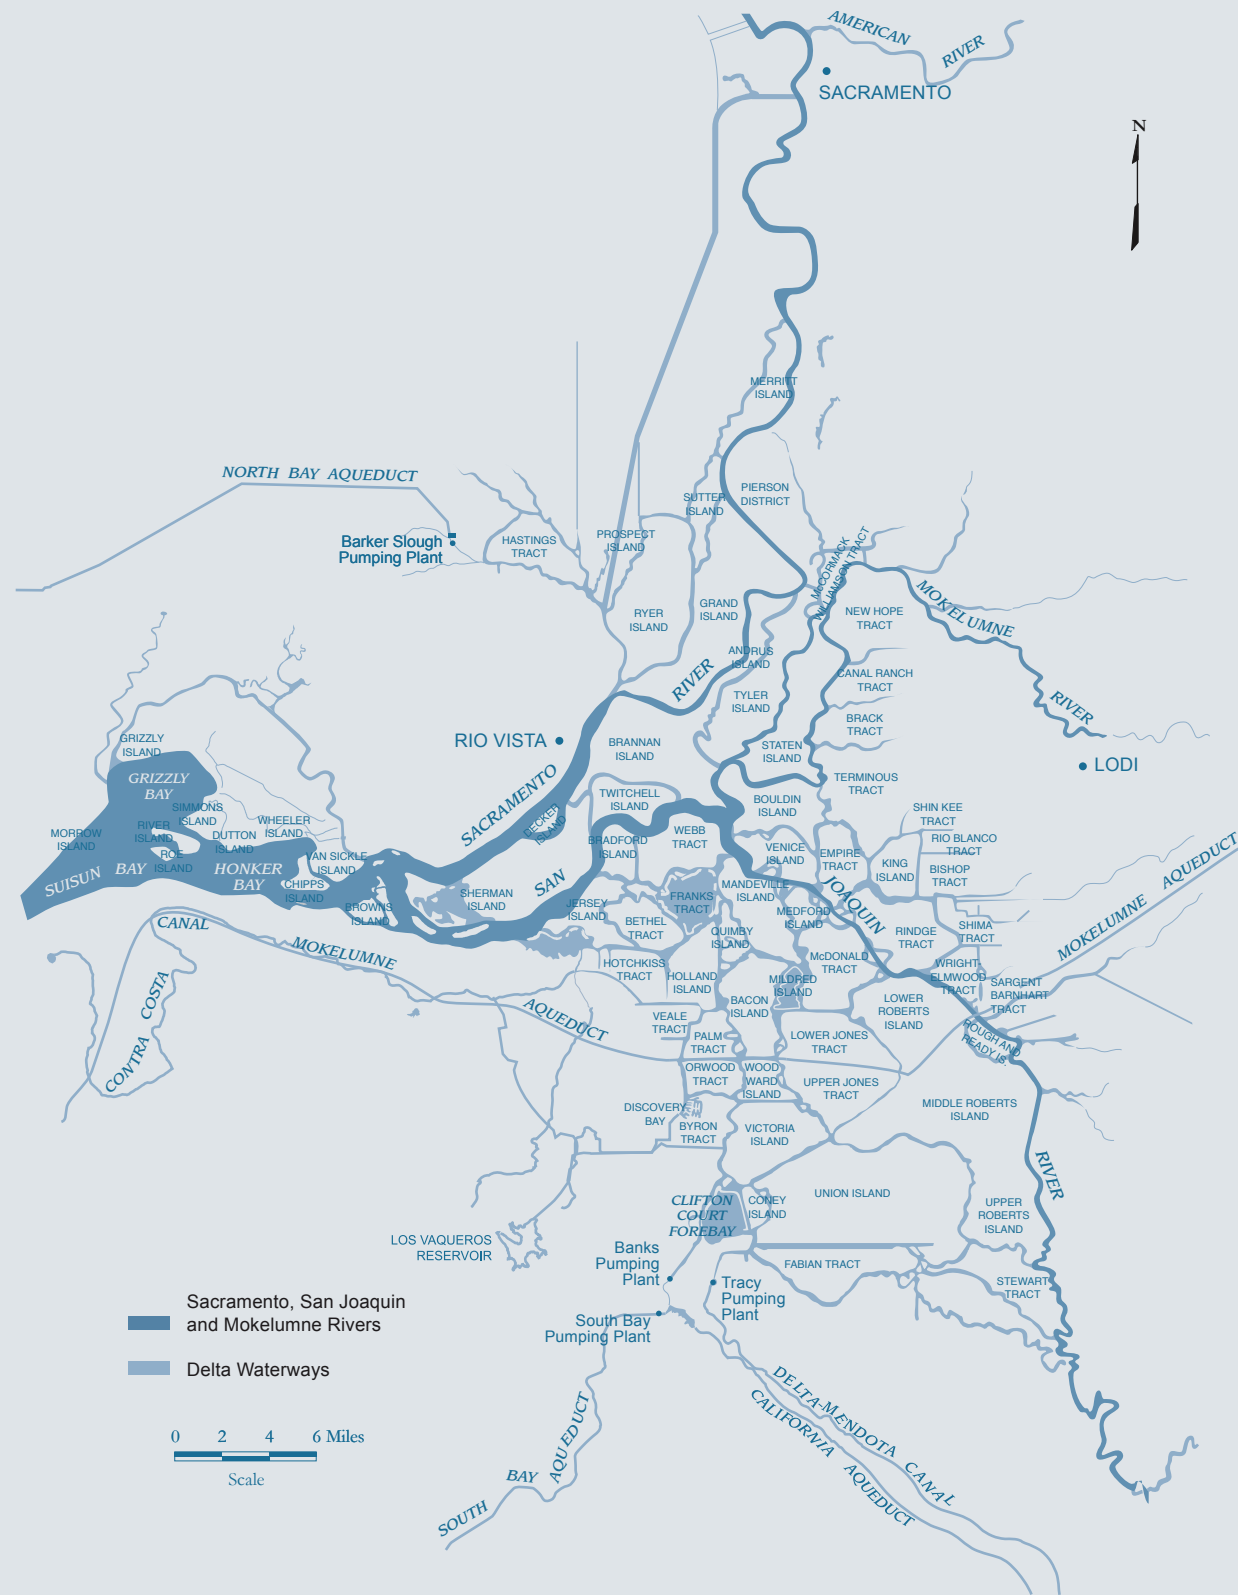 AMERICAN
RIVER
SACRAMENTO
N
MERRITT
ISLAND
NORTH BAY AQUEDUCT
PIERSON
DISTRICT
SUTTER
ISLAND
Barker Slough
Pumping Plant
HASTINGS
TRACT
PROSPECT
ISLAND
McCORMACK
WILLIAMSON TRACT
MOKELUMNE
RIVER
GRAND
ISLAND
RYER
ISLAND
NEW HOPE
TRACT
ANDRUS
ISLAND
RIVER
CANAL RANCH
TRACT
TYLER
ISLAND
BRACK
TRACT
RIO VISTA
BRANNAN
ISLAND
STATEN
ISLAND
LODI
GRIZZLY
ISLAND
GRIZZLY
BAY
SACRAMENTO
TERMINOUS
TRACT
TWITCHELL
ISLAND
BOULDIN
ISLAND
SIMMONS
ISLAND
SHIN KEE
TRACT
DECKER
ISLAND
WHEELER
ISLAND
RIVER
ISLAND
MORROW
ISLAND
DUTTON
ISLAND
WEBB
TRACT
RIO BLANCO
TRACT
BRADFORD
ISLAND
VENICE
ISLAND
EMPIRE
TRACT
ROE
ISLAND
VAN SICKLE
ISLAND
KING
ISLAND
BISHOP
TRACT
SUISUN BAY
HONKER
BAY
CHIPPS
ISLAND
SAN
JOAQUIN
MANDEVILLE
ISLAND
SHERMAN
ISLAND
FRANKS
TRACT
BROWNS
ISLAND
JERSEY
ISLAND
MEDFORD
ISLAND
MOKELUMNE AQUEDUCT
CANAL
BETHEL
TRACT
QUIMBY
ISLAND
RINDGE
TRACT
SHIMA
TRACT
MOKELUMNE
HOTCHKISS
TRACT
McDONALD
TRACT
WRIGHT-
ELMWOOD
TRACT
HOLLAND
ISLAND
MILDRED
ISLAND
SARGENT
BARNHART
TRACT
CONTRA COSTA
AQUEDUCT
BACON
ISLAND
LOWER
ROBERTS
ISLAND
VEALE
TRACT
PALM
TRACT
LOWER JONES
TRACT
ROUGH AND
READY IS.
ORWOOD
TRACT
WOOD
WARD
ISLAND
UPPER JONES
TRACT
DISCOVERY
BAY
MIDDLE ROBERTS
ISLAND
BYRON
TRACT
VICTORIA
ISLAND
RIVER
UNION ISLAND
CLIFTON
COURT
FOREBAY
CONEY
ISLAND
UPPER
ROBERTS
ISLAND
LOS VAQUEROS
RESERVOIR
Banks
Pumping
Plant
FABIAN TRACT
Tracy
Pumping
Plant
STEWART
TRACT
South Bay
Pumping Plant
Sacramento, San Joaquin
and Mokelumne Rivers
Delta Waterways
DELTA-MENDOTA CANAL
CALIFORNIA AQUEDUCT
0 2 4 6 Miles
Scale
SOUTH BAY AQUEDUCT